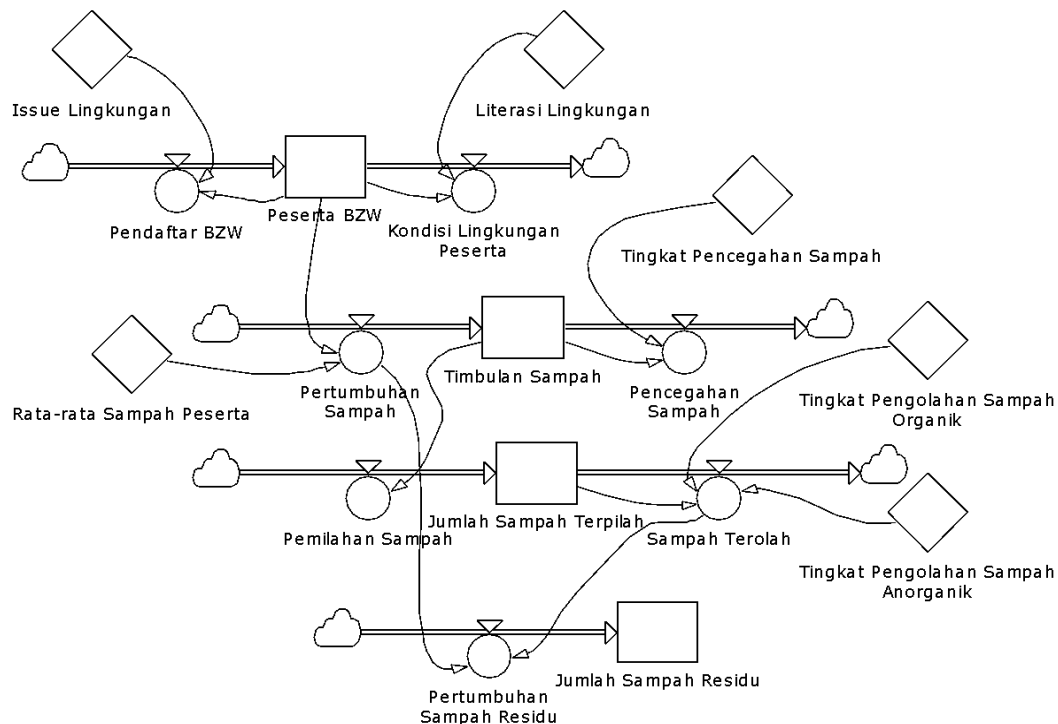 Issue Lingkungan
Literasi Lingkungan
Peserta BZW
Pendaftar BZW
Kondisi Lingkungan
Peserta
Tingkat Pencegahan Sampah
Rata-rata Sampah Peserta
Pertumbuhan
Sampah
Timbulan Sampah
Pencegahan
Sampah
Tingkat Pengolahan Sampah
Organik
Pemilahan Sampah
Jumlah Sampah Terpilah
Sampah Terolah
Tingkat Pengolahan Sampah
Anorganik
Pertumbuhan
Sampah Residu
Jumlah Sampah Residu